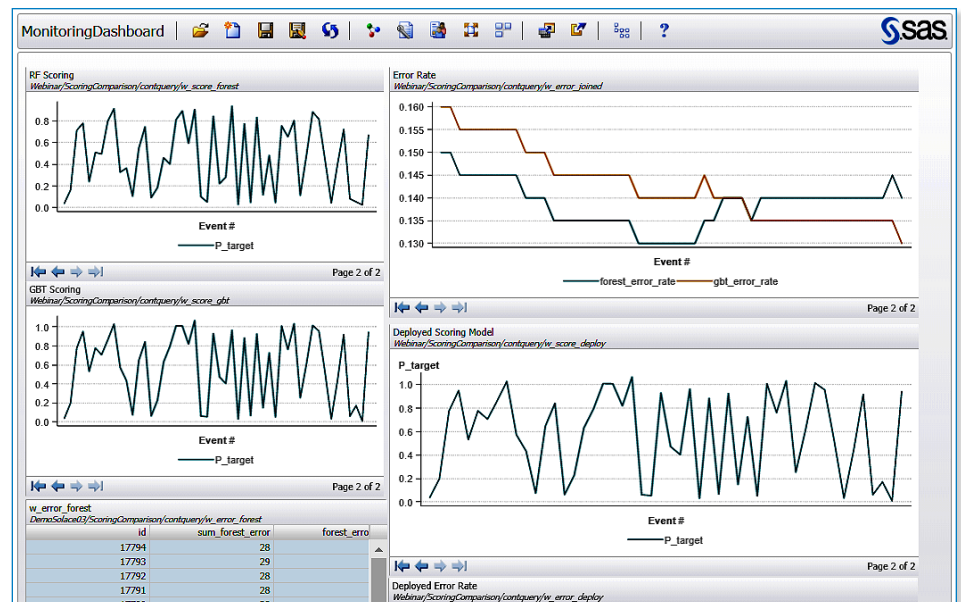 MonitoringDashboard
?
sas
RF Scoring
Webinar/ScoringComparison/contquery/w_score_forest
0.8
0.6
0.4
0.2
0.0
Event #
P_target
Page 2 of 2
GBT Scoring
Webinar/ScoringComparison/contquery/w_score_gbt
1.0
0.8
0.6
0.4
0.2
0.0
Event #
P_target
Page 2 of 2
w_error_forest
DemoSolace03/ScoringComparison/contquery/w_error_forest
id sum_forest_error forest_erro
17794 28
17793 29
17792 28
17791 28
Error Rate
Webinar/ScoringComparison/contquery/w_error_joined
0.160
0.155
0.150
0.145
0.140
0.135
0.130
Event #
forest_error_rate gbt_error_rate
Page 2 of 2
Deployed Scoring Model
Webinar/ScoringComparison/contquery/w_score_deploy
P_target
1.0
0.8
0.6
0.4
0.2
0.0
Event #
P_target
Page 2 of 2
Deployed Error Rate
Webinar/ScoringComparison/contquery/w_error_deploy